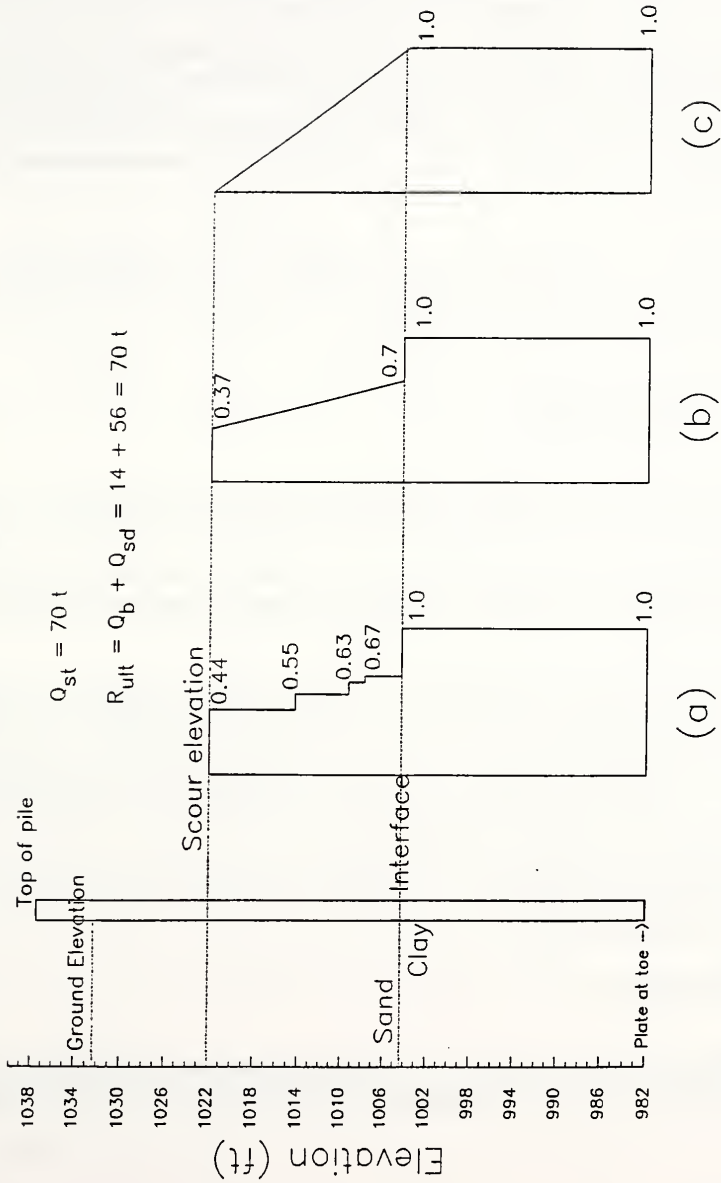 Elevation (ft)
1038
1034
1030
1026
1022
1018
1014
1010
1006
1002
998
994
990
986
982
Top of pile
Ground Elevation
Scour elevation
Sand
Interface
Clay
Plate at toe -->
Q_st = 70 t
R_ult = Q_b + Q_sd = 14 + 56 = 70 t
0.44
0.55
0.63
0.67
1.0
1.0
(a)
0.37
0.7
1.0
1.0
(b)
1.0
1.0
(c)